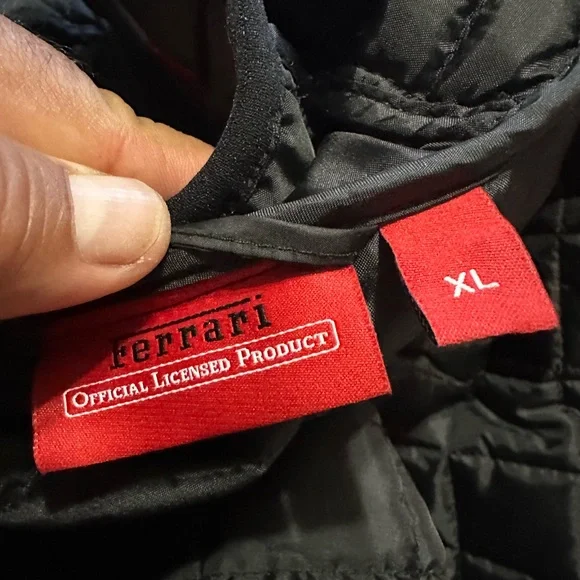 Ferrari
OFFICIAL LICENSED PRODUCT
XL